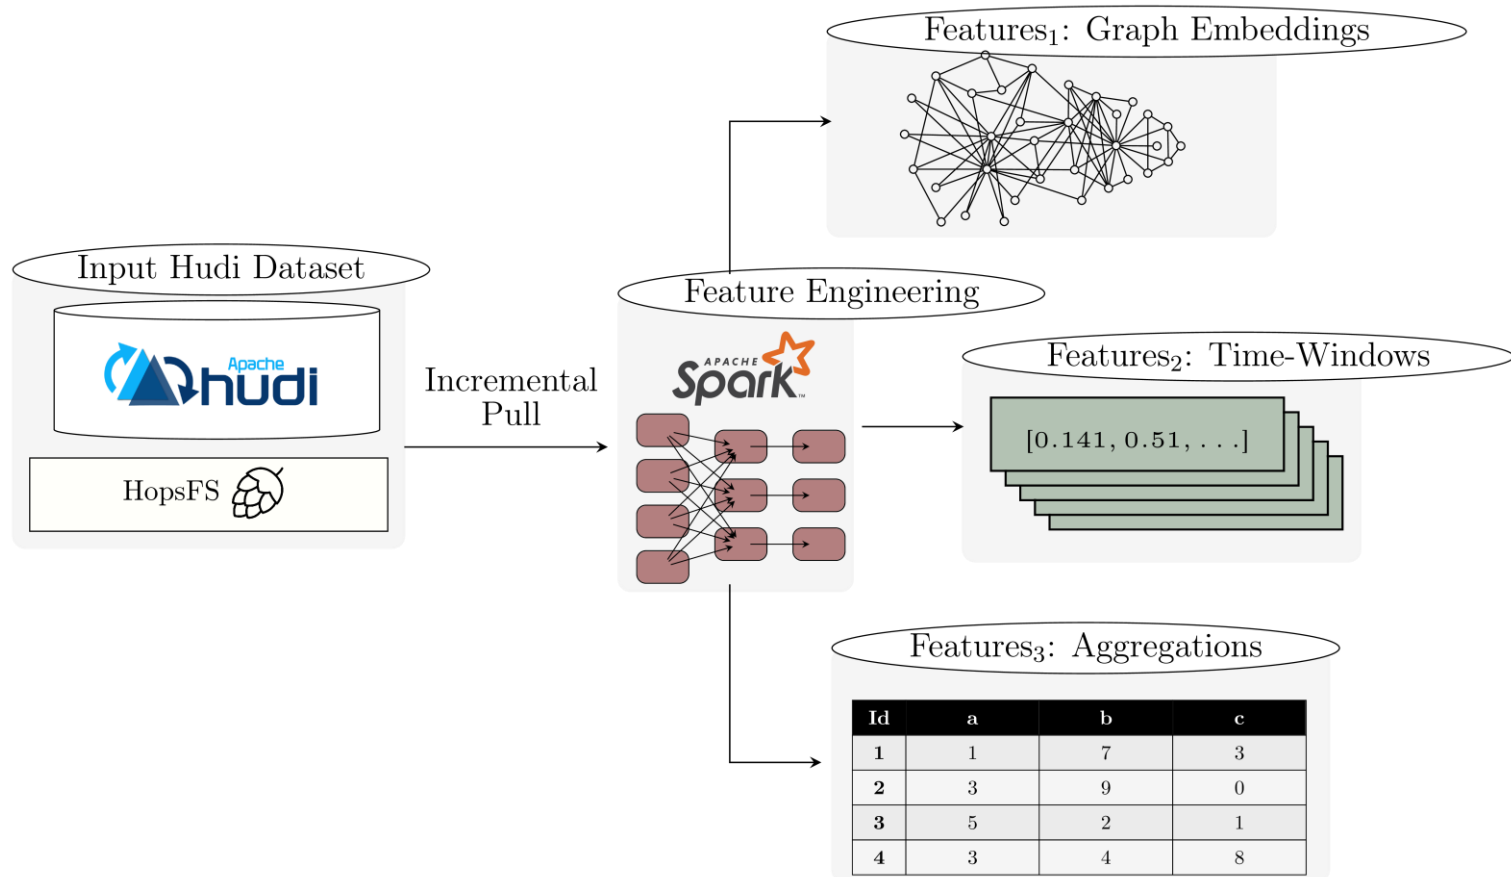 Features₁: Graph Embeddings
Input Hudi Dataset
Apache
hudi
HopsFS
Incremental
Pull
Feature Engineering
APACHE
Spark™
Features₂: Time-Windows
[0.141, 0.51, . . .]
Features₃: Aggregations
Id a b c
1 1 7 3
2 3 9 0
3 5 2 1
4 3 4 8